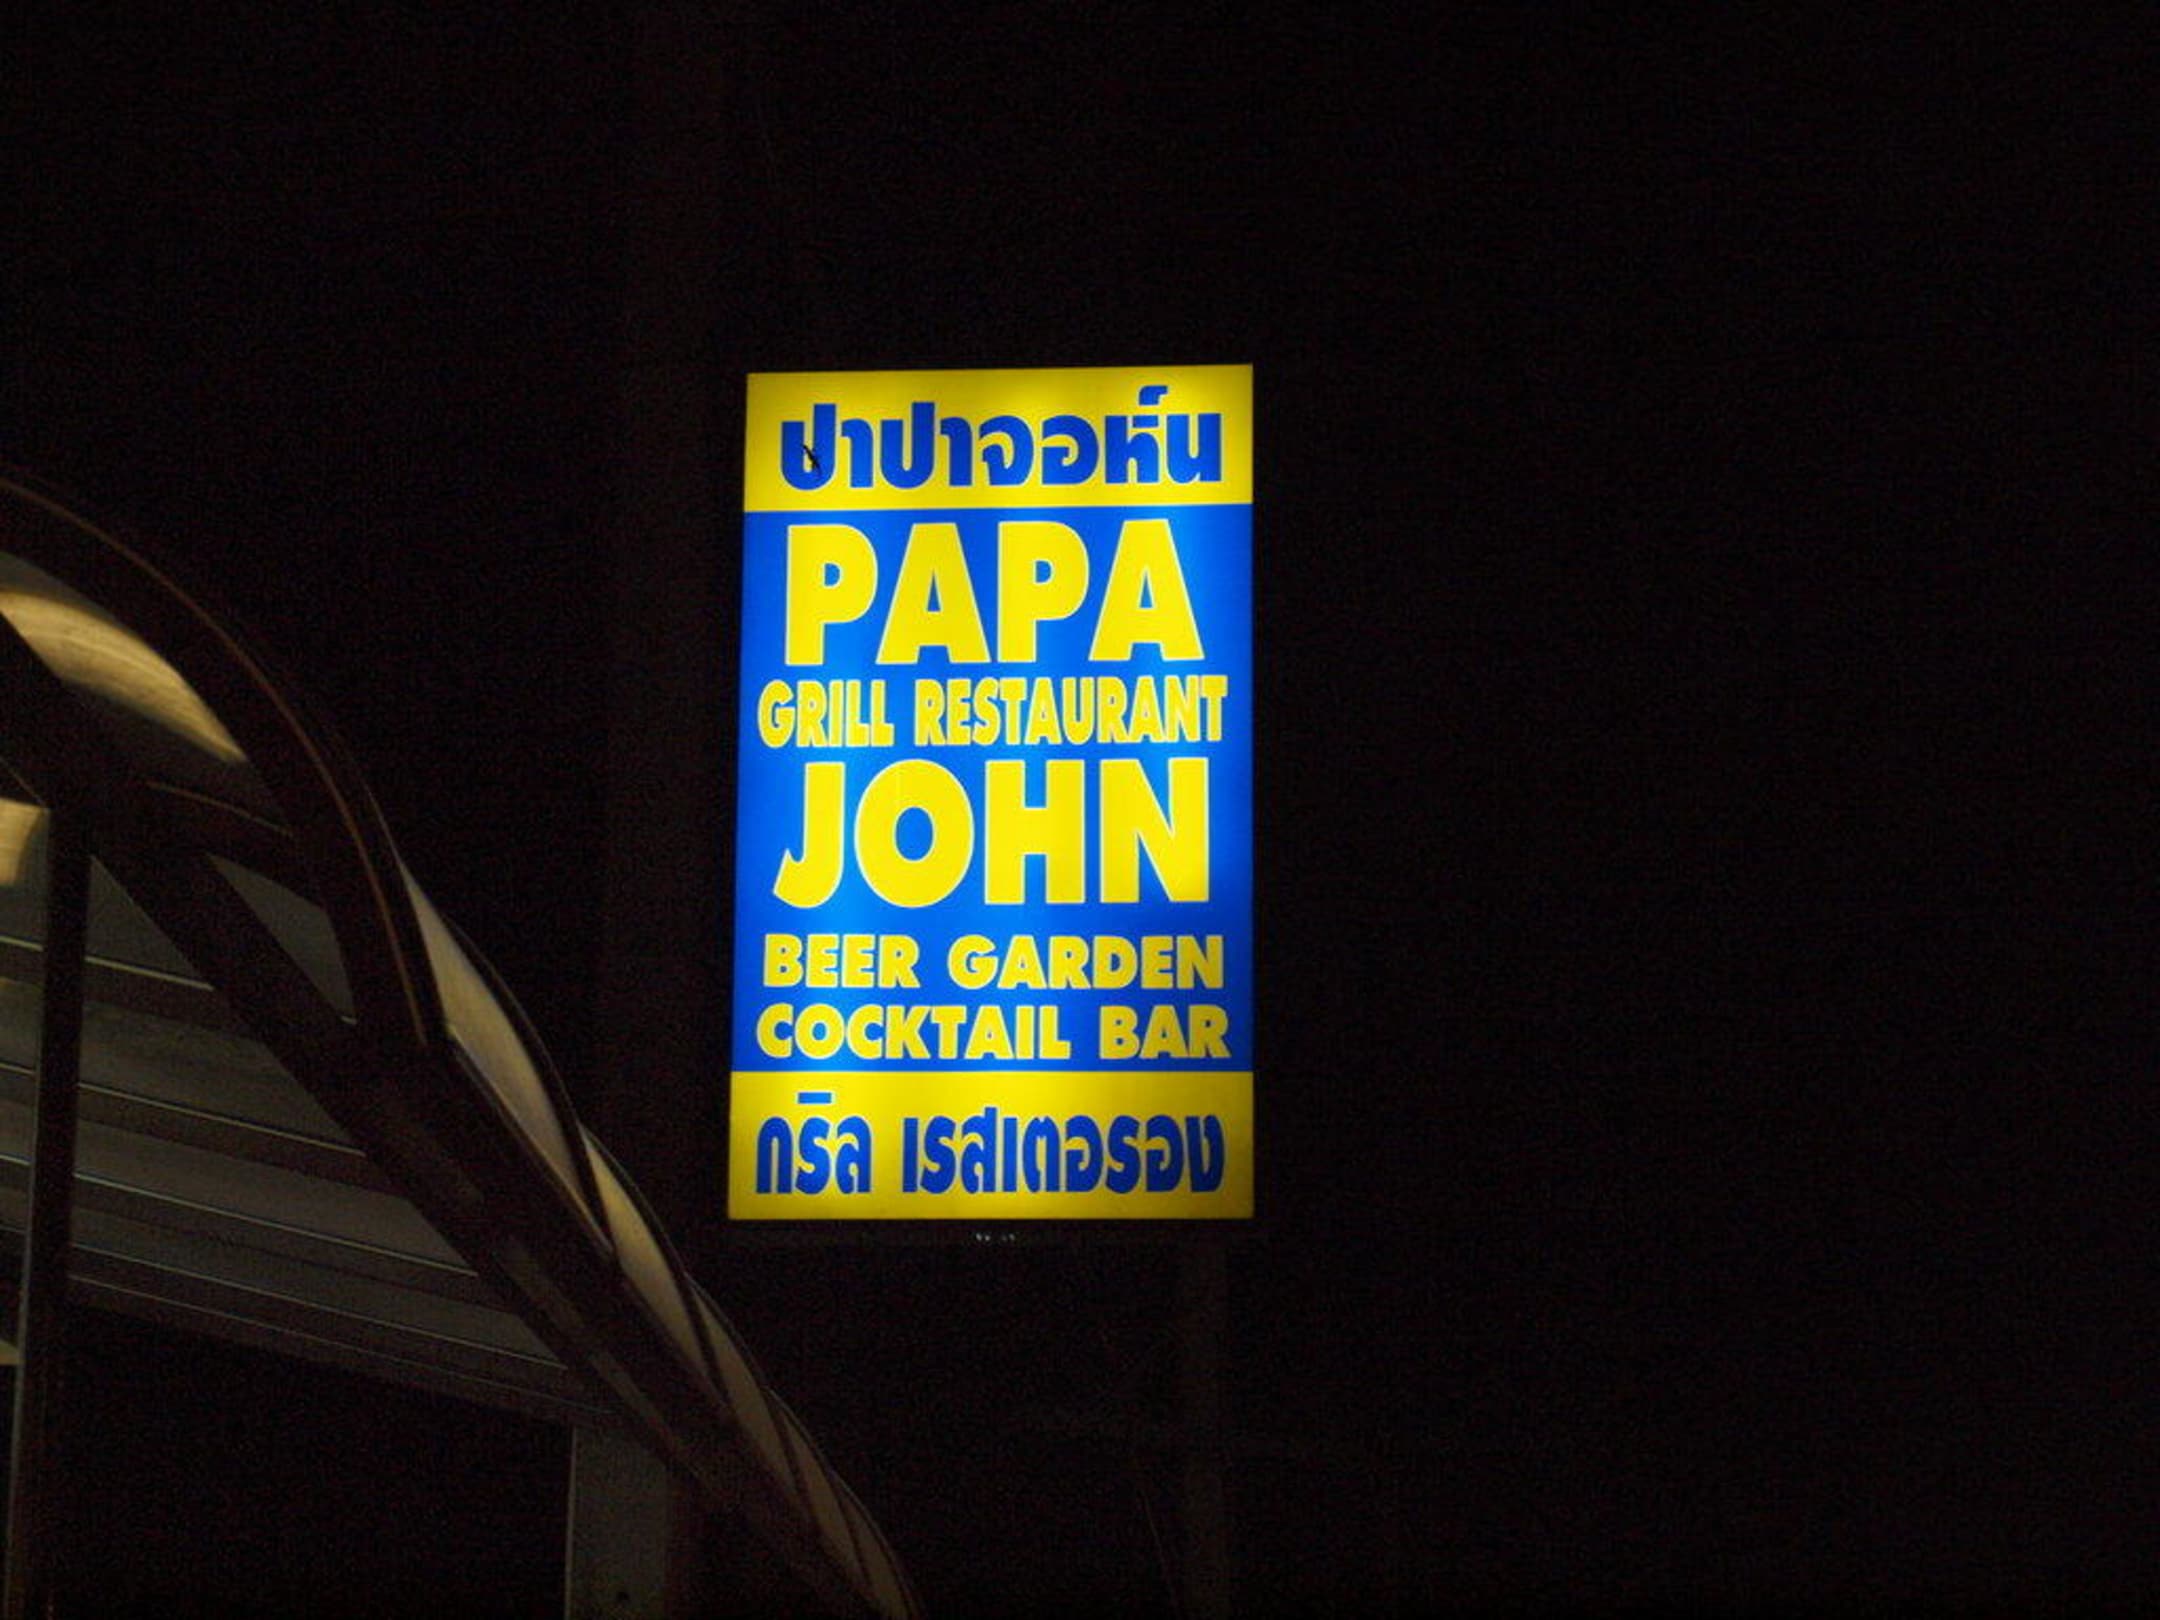 ปาปาจอห์น
PAPA
GRILL RESTAURANT
JOHN
BEER GARDEN
COCKTAIL BAR
กริล เรสเตอรอง